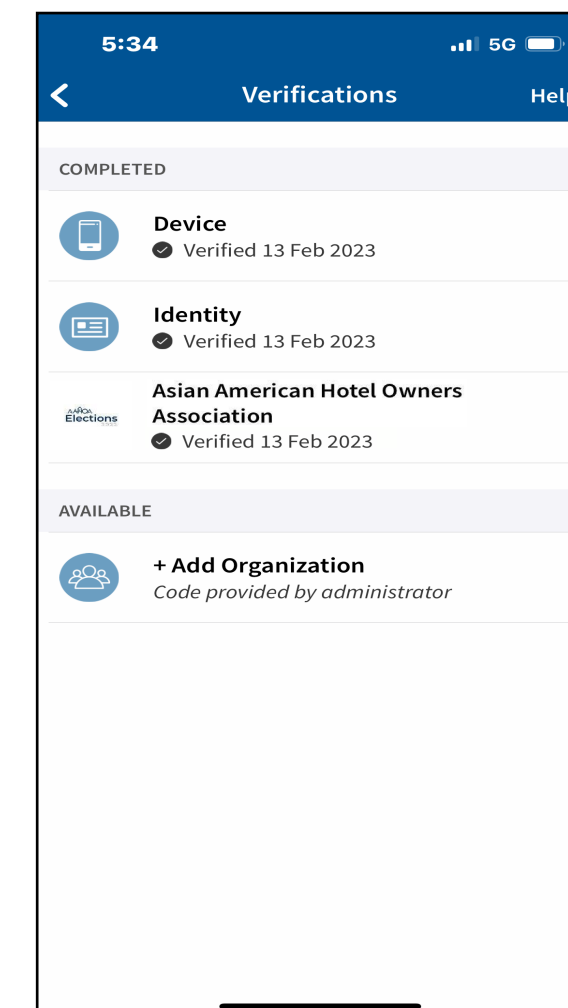 5:34
5G
Verifications
Help
COMPLETED
Device
Verified 13 Feb 2023
Identity
Verified 13 Feb 2023
Asian American Hotel Owners
Association
AAHOA
Elections
Verified 13 Feb 2023
AVAILABLE
+ Add Organization
Code provided by administrator